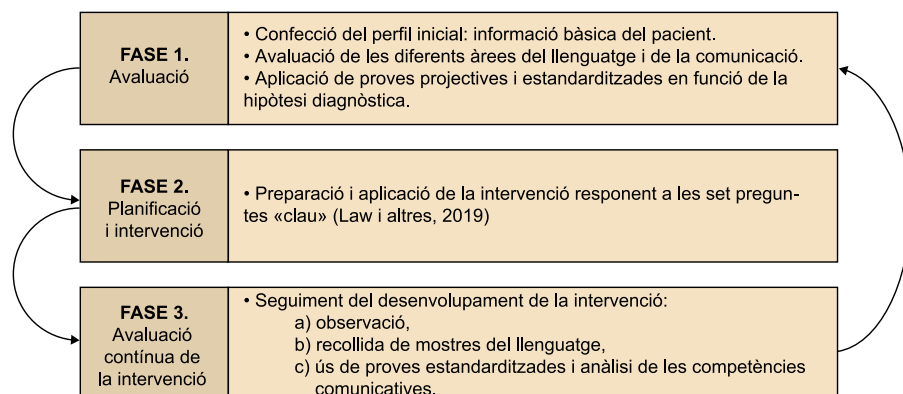 FASE 1.
Avaluació
• Confecció del perfil inicial: informació bàsica del pacient.
• Avaluació de les diferents àrees del llenguatge i de la comunicació.
• Aplicació de proves projectives i estandarditzades en funció de la
hipòtesi diagnòstica.
FASE 2.
Planificació
i intervenció
• Preparació i aplicació de la intervenció responent a les set pregun-
tes «clau» (Law i altres, 2019)
FASE 3.
Avaluació
contínua de
la intervenció
• Seguiment del desenvolupament de la intervenció:
a) observació,
b) recollida de mostres del llenguatge,
c) ús de proves estandarditzades i anàlisi de les competències
comunicatives.